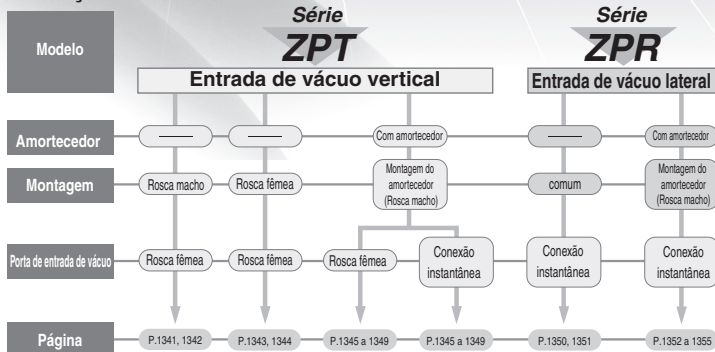 Série Série
Modelo ZPT ZPR
Entrada de vácuo vertical Entrada de vácuo lateral
Amortecedor —— —— Com amortecedor —— Com amortecedor
Montagem Rosca macho Rosca fêmea Montagem do amortecedor (Rosca macho) comum Montagem do amortecedor (Rosca macho)
Porta de entrada de vácuo Rosca fêmea Rosca fêmea Rosca fêmea Conexão instantânea Conexão instantânea Conexão instantânea
Página P.1341, 1342 P.1343, 1344 P.1345 a 1349 P.1345 a 1349 P.1350, 1351 P.1352 a 1355